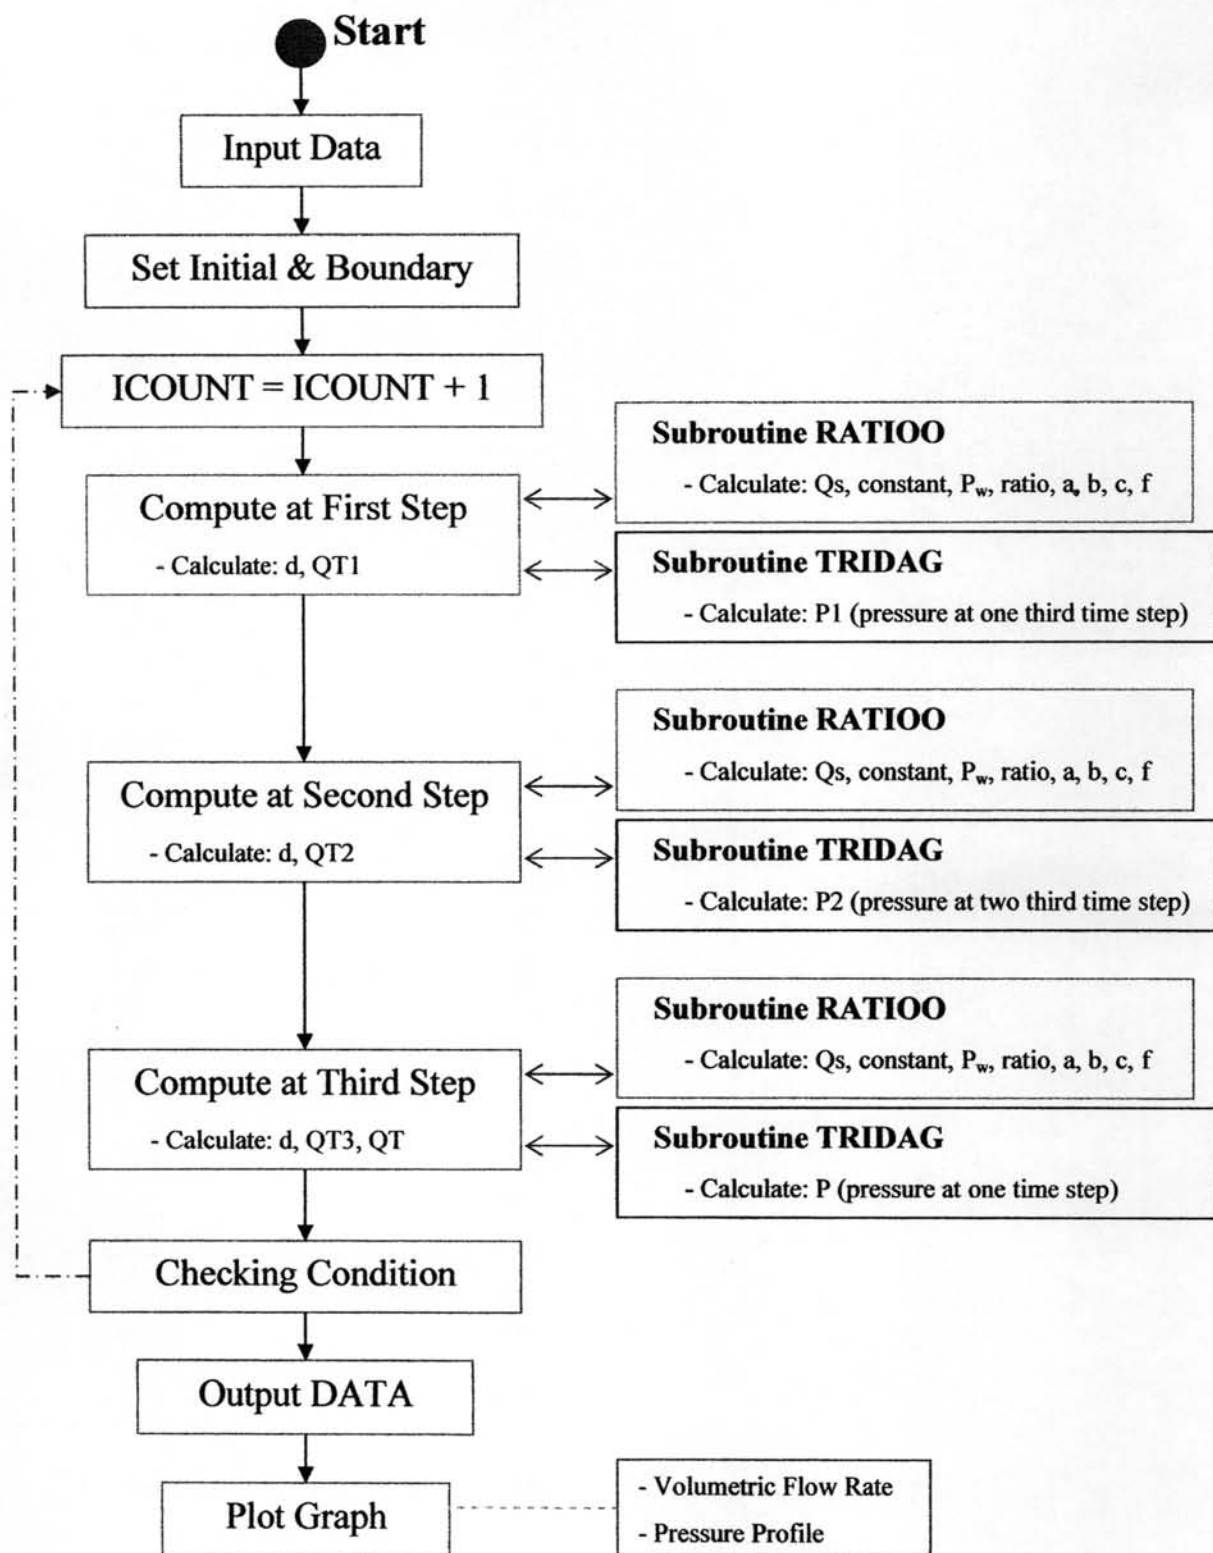 Start
Input Data
Set Initial & Boundary
ICOUNT = ICOUNT + 1
Compute at First Step
- Calculate: d, QT1
Subroutine RATIOO
- Calculate: Qs, constant, Pw, ratio, a, b, c, f
Subroutine TRIDAG
- Calculate: P1 (pressure at one third time step)
Compute at Second Step
- Calculate: d, QT2
Subroutine RATIOO
- Calculate: Qs, constant, Pw, ratio, a, b, c, f
Subroutine TRIDAG
- Calculate: P2 (pressure at two third time step)
Compute at Third Step
- Calculate: d, QT3, QT
Subroutine RATIOO
- Calculate: Qs, constant, Pw, ratio, a, b, c, f
Subroutine TRIDAG
- Calculate: P (pressure at one time step)
Checking Condition
Output DATA
Plot Graph
- Volumetric Flow Rate
- Pressure Profile